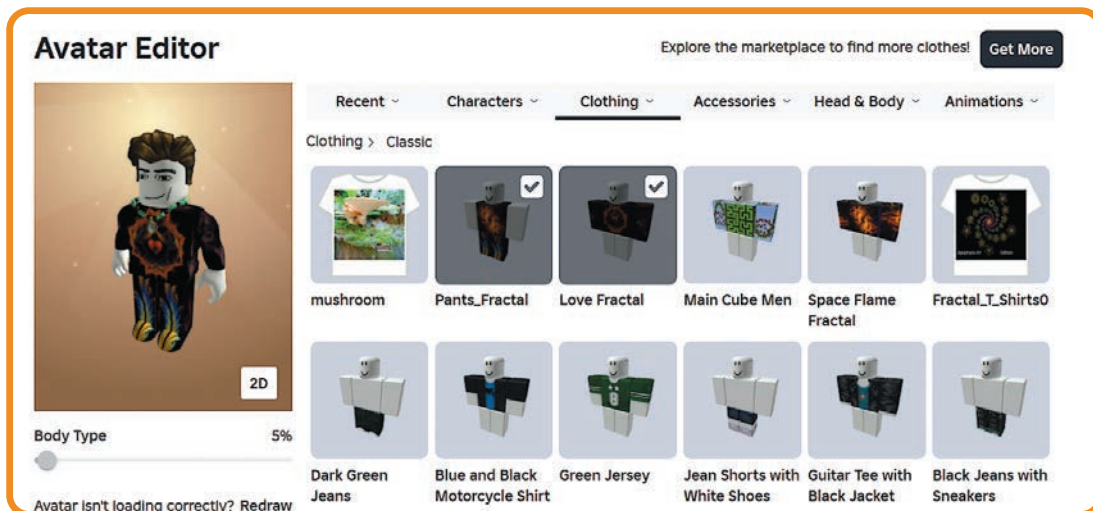 Avatar Editor
Explore the marketplace to find more clothes!
Get More
Recent
Characters
Clothing
Accessories
Head & Body
Animations
Clothing > Classic
mushroom
Pants_Fractal
Love Fractal
Main Cube Men
Space Flame
Fractal
Fractal_T_Shirts0
2D
Body Type 5%
Dark Green
Jeans
Blue and Black
Motorcycle Shirt
Green Jersey
Jean Shorts with
White Shoes
Guitar Tee with
Black Jacket
Black Jeans with
Sneakers
Avatar isn't loading correctly? Redraw